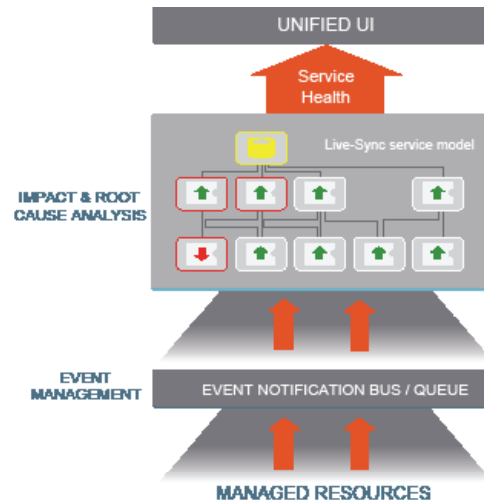 UNIFIED UI
Service
Health
Live-Sync service model
IMPACT & ROOT
CAUSE ANALYSIS
EVENT
MANAGEMENT
EVENT NOTIFICATION BUS / QUEUE
MANAGED RESOURCES